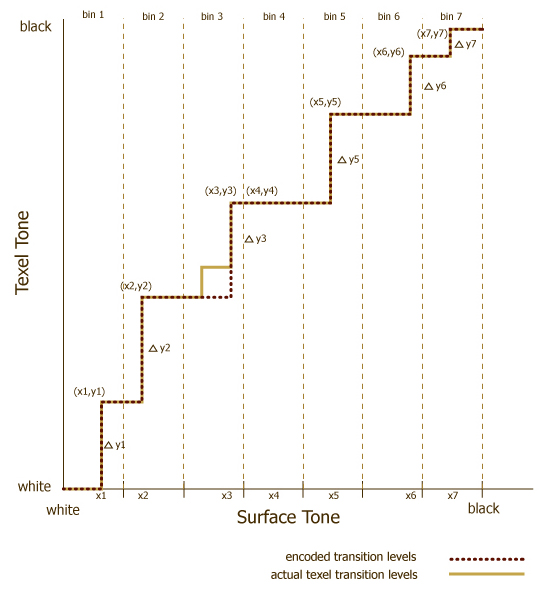 bin 1 bin 2 bin 3 bin 4 bin 5 bin 6 bin 7
black
(x7,y7)
△ y7
(x6,y6)
△ y6
(x5,y5)
△ y5
(x3,y3) (x4,y4)
△ y3
Texel Tone
(x2,y2)
△ y2
(x1,y1)
△ y1
white
x1 x2 x3 x4 x5 x6 x7
white
black
Surface Tone
encoded transition levels
actual texel transition levels